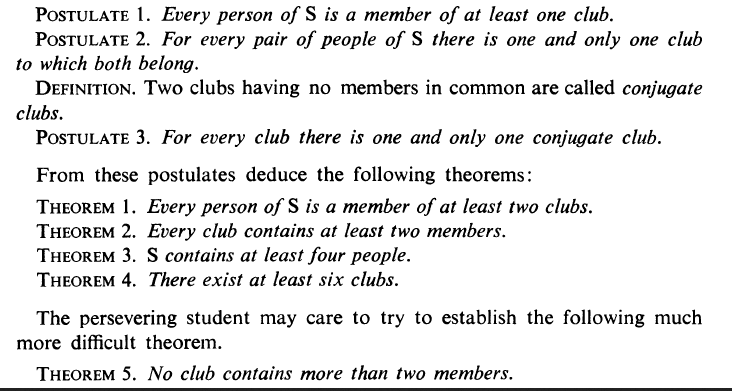 POSTULATE 1. Every person of S is a member of at least one club.
POSTULATE 2. For every pair of people of S there is one and only one club
to which both belong.
DEFINITION. Two clubs having no members in common are called conjugate
clubs.
POSTULATE 3. For every club there is one and only one conjugate club.
From these postulates deduce the following theorems:
THEOREM 1. Every person of S is a member of at least two clubs.
THEOREM 2. Every club contains at least two members.
THEOREM 3. S contains at least four people.
THEOREM 4. There exist at least six clubs.
The persevering student may care to try to establish the following much
more difficult theorem.
THEOREM 5. No club contains more than two members.